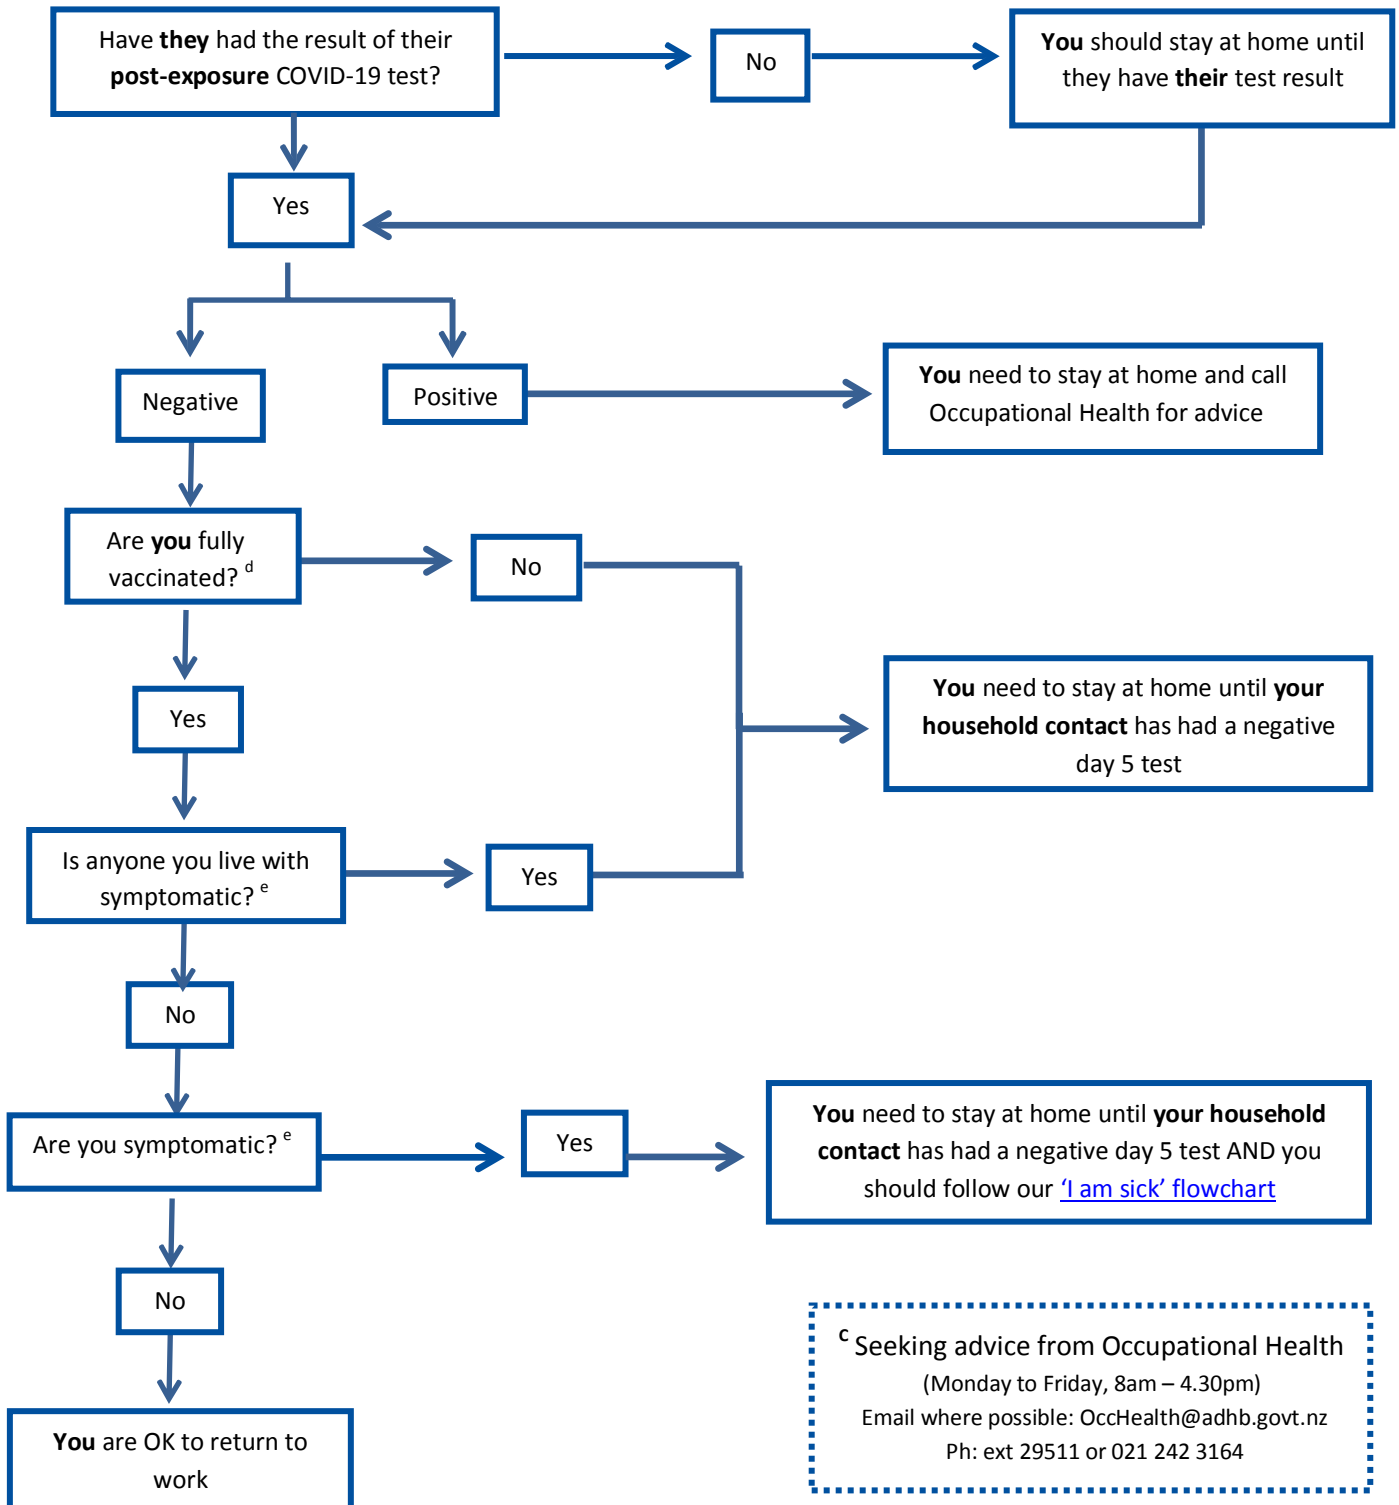 Have they had the result of their
post-exposure COVID-19 test?
No
You should stay at home until
they have their test result
Yes
Negative
Positive
You need to stay at home and call
Occupational Health for advice
Are you fully
vaccinated? d
No
Yes
You need to stay at home until your
household contact has had a negative
day 5 test
Is anyone you live with
symptomatic? e
Yes
No
Are you symptomatic? e
Yes
You need to stay at home until your household
contact has had a negative day 5 test AND you
should follow our ‘I am sick’ flowchart
No
You are OK to return to
work
c Seeking advice from Occupational Health
(Monday to Friday, 8am – 4.30pm)
Email where possible: OccHealth@adhb.govt.nz
Ph: ext 29511 or 021 242 3164